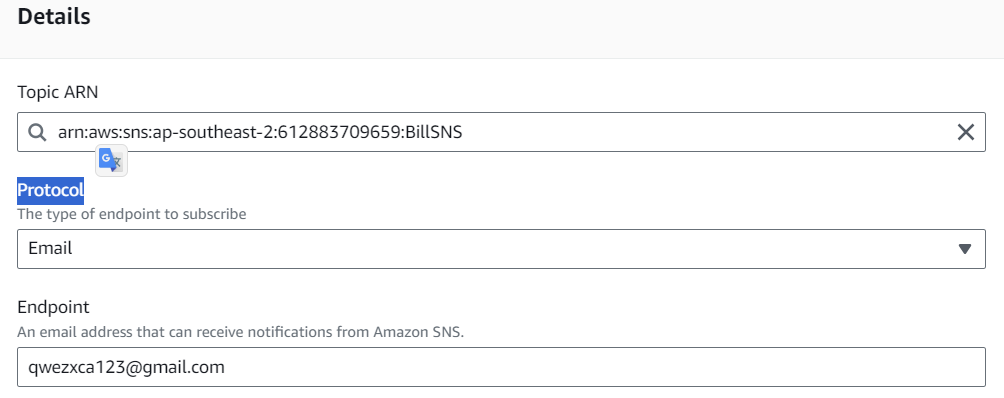 Details
Topic ARN
arn:aws:sns:ap-southeast-2:612883709659:BillSNS
Protocol
The type of endpoint to subscribe
Email
Endpoint
An email address that can receive notifications from Amazon SNS.
qwezxca123@gmail.com